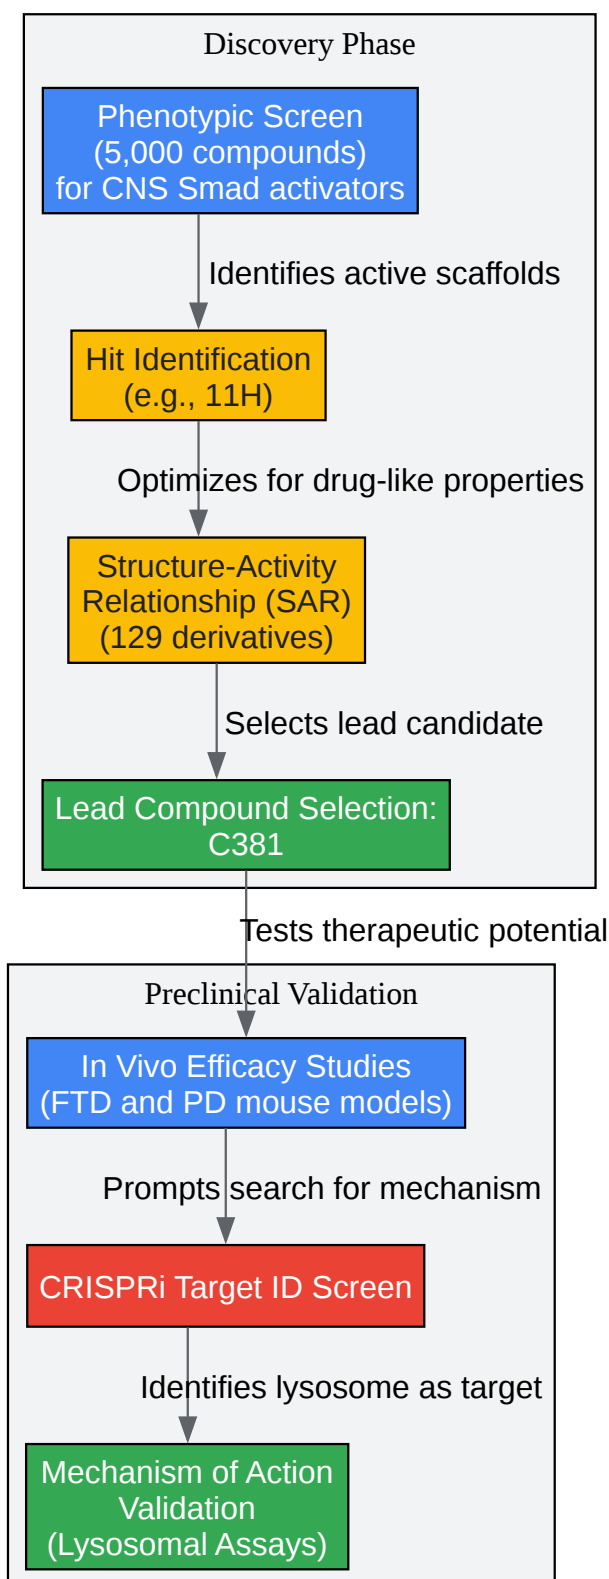 Discovery Phase
Phenotypic Screen
(5,000 compounds)
for CNS Smad activators
Identifies active scaffolds
Hit Identification
(e.g., 11H)
Optimizes for drug-like properties
Structure-Activity
Relationship (SAR)
(129 derivatives)
Selects lead candidate
Lead Compound Selection:
C381
Tests therapeutic potential
Preclinical Validation
In Vivo Efficacy Studies
(FTD and PD mouse models)
Prompts search for mechanism
CRISPRi Target ID Screen
Identifies lysosome as target
Mechanism of Action
Validation
(Lysosomal Assays)